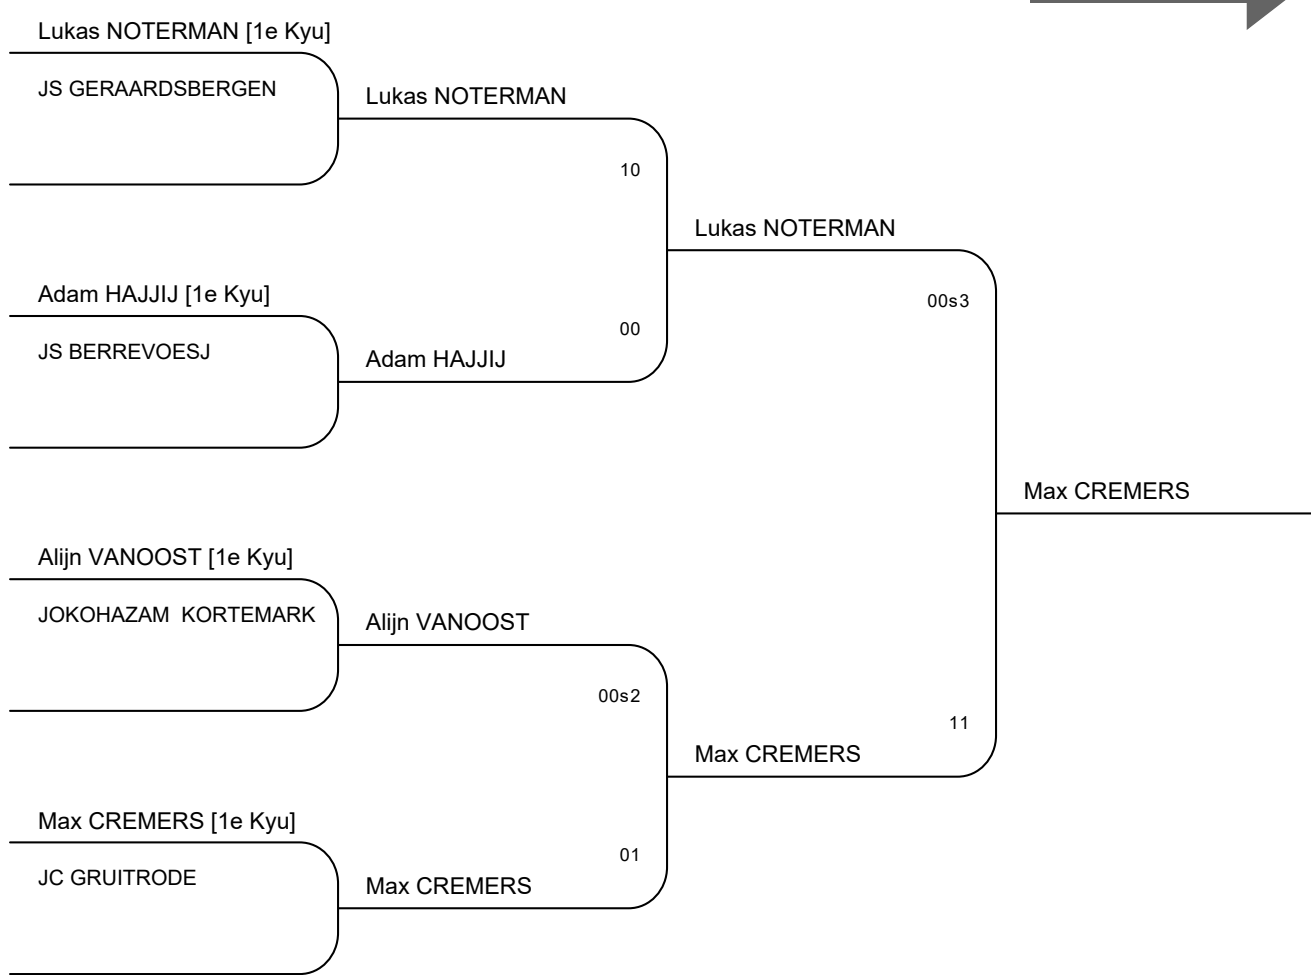 Lukas NOTERMAN [1e Kyu]
JS GERAARDSBERGEN
Lukas NOTERMAN
10
Lukas NOTERMAN
Adam HAJJIJ [1e Kyu]
00s3
JS BERREVOESJ
00
Adam HAJJIJ
Max CREMERS
Alijn VANOOST [1e Kyu]
JOKOHAZAM  KORTEMARK
Alijn VANOOST
00s2
11
Max CREMERS
Max CREMERS [1e Kyu]
01
JC GRUITRODE
Max CREMERS